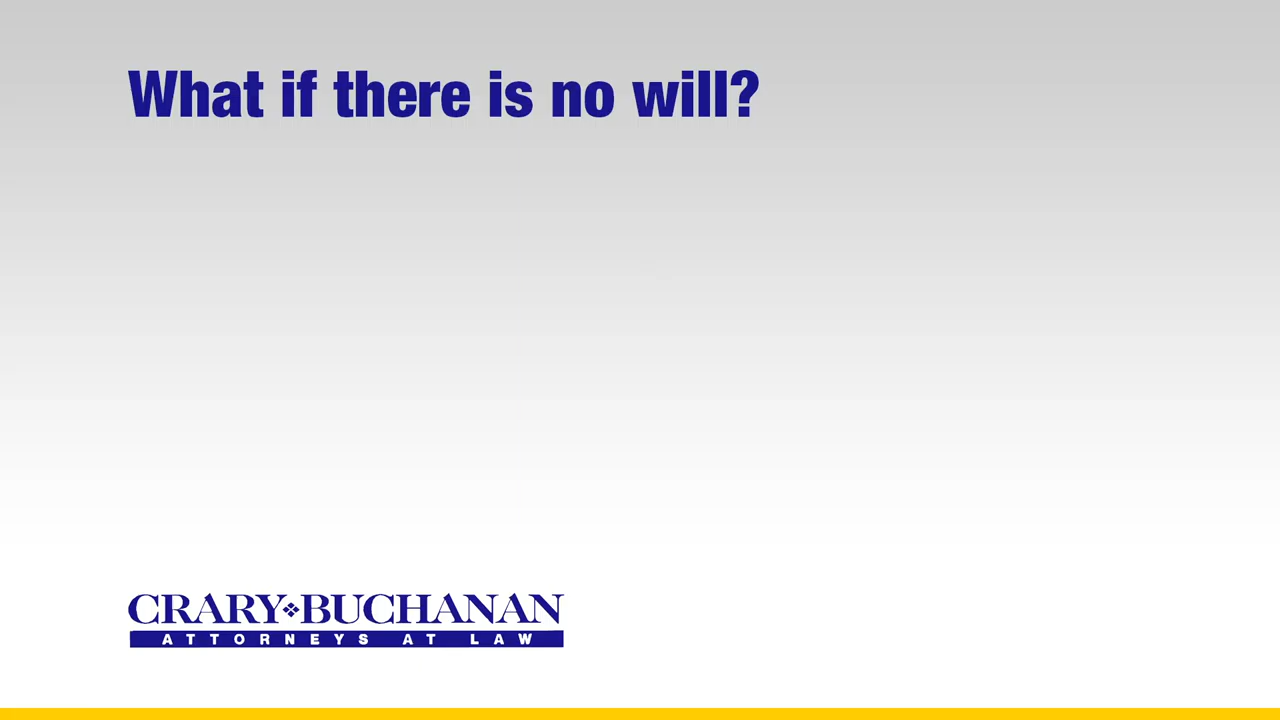 What if there is no will?
CRARY❖BUCHANAN
ATTORNEYS AT LAW